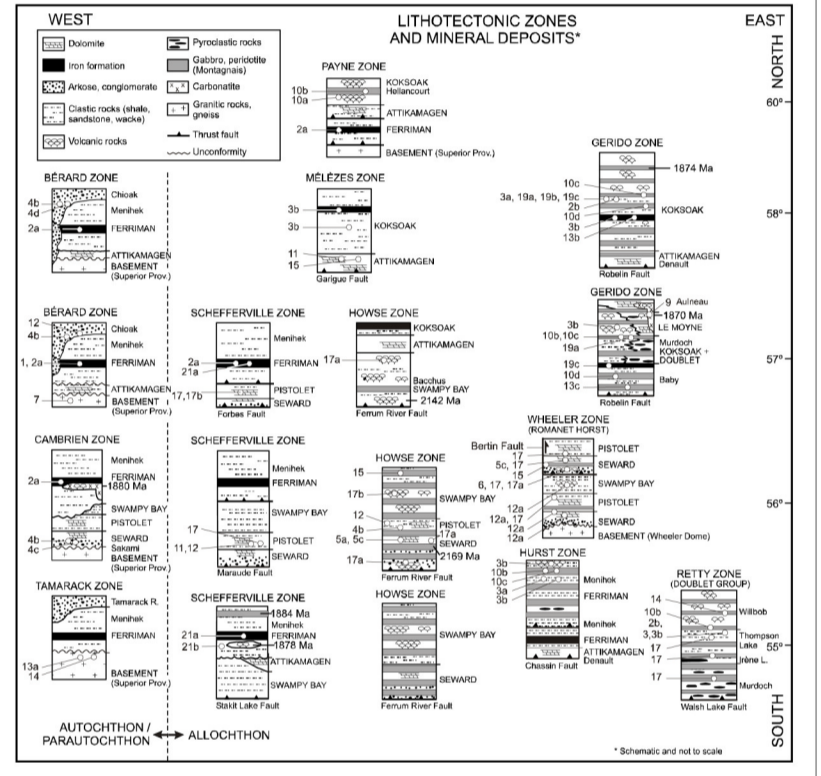 WEST
LITHOTECTONIC ZONES
AND MINERAL DEPOSITS*
EAST
NORTH
Dolomite
Pyroclastic rocks
Iron formation
Gabbro, peridotite
(Montagnais)
Arkose, conglomerate
Carbonatite
Clastic rocks (shale,
sandstone, wacke)
Granitic rocks,
gneiss
Volcanic rocks
Thrust fault
Unconformity
60°
58°
57°
56°
55°
PAYNE ZONE
10b
10a
2a
KOKSOAK
Hellancourt
ATTIKAMAGEN
FERRIMAN
BASEMENT (Superior Prov.)
BÉRARD ZONE
4b
4d
2a
Chioak
Menihek
FERRIMAN
ATTIKAMAGEN
BASEMENT
(Superior Prov.)
MÉLÈZES ZONE
3b
3b
11
15
KOKSOAK
ATTIKAMAGEN
Garigue Fault
GERIDO ZONE
1874 Ma
10c
3a, 19a, 19b, 19c
2b
10d
3b
13b
KOKSOAK
ATTIKAMAGEN
Denault
Robelin Fault
BÉRARD ZONE
12
4b
1, 2a
7
Chioak
Menihek
FERRIMAN
ATTIKAMAGEN
BASEMENT
(Superior Prov.)
SCHEFFERVILLE ZONE
2a
21a
17,17b
Menihek
FERRIMAN
PISTOLET
SEWARD
Forbes Fault
HOWSE ZONE
17a
KOKSOAK
ATTIKAMAGEN
Bacchus
SWAMPY BAY
2142 Ma
Ferrum River Fault
GERIDO ZONE
9 Aulneau
1870 Ma
3b
LE MOYNE
10b, 10c
19a
Murdoch
KOKSOAK +
DOUBLET
19c
10d
13c
Baby
Robelin Fault
CAMBRIEN ZONE
2a
4b
4c
Menihek
FERRIMAN
1880 Ma
SWAMPY BAY
PISTOLET
SEWARD
Sakami
BASEMENT
(Superior Prov.)
SCHEFFERVILLE ZONE
17
11,12
Menihek
FERRIMAN
SWAMPY BAY
PISTOLET
SEWARD
Maraude Fault
HOWSE ZONE
15
17b
12
4b
5a, 5c
17a
SWAMPY BAY
PISTOLET
17a
SEWARD
2169 Ma
Ferrum River Fault
WHEELER ZONE
(ROMANET HORST)
Bertin Fault
17
5c, 17
15
6, 17, 17a
12a
12a, 17
12a
12a
PISTOLET
SEWARD
SWAMPY BAY
PISTOLET
SEWARD
BASEMENT (Wheeler Dome)
TAMARACK ZONE
13a
14
Tamarack R.
Menihek
FERRIMAN
BASEMENT
(Superior Prov.)
SCHEFFERVILLE ZONE
21a
21b
1884 Ma
Menihek
FERRIMAN
1878 Ma
ATTIKAMAGEN
SWAMPY BAY
Stakit Lake Fault
HOWSE ZONE
SWAMPY BAY
SEWARD
Ferrum River Fault
HURST ZONE
3b
10b
10c
3a
3b
Menihek
FERRIMAN
Menihek
FERRIMAN
ATTIKAMAGEN
Denault
Chassin Fault
RETTY ZONE
(DOUBLET GROUP)
14
10b
2b,
3,3b
17
17
17
Willbob
Thompson
Lake
Irène L.
Murdoch
Walsh Lake Fault
AUTOCHTHON /
PARAUTOCHTHON
ALLOCHTHON
SOUTH
* Schematic and not to scale